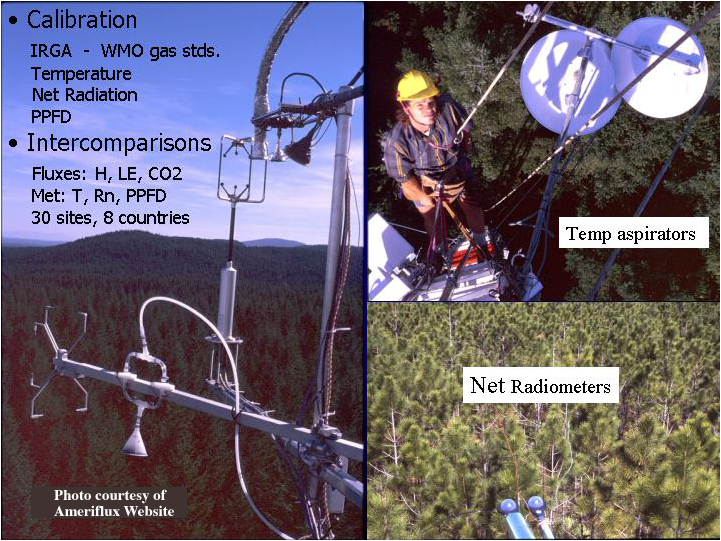 • Calibration
IRGA - WMO gas stds.
Temperature
Net Radiation
PPFD
• Intercomparisons
Fluxes: H, LE, CO2
Met: T, Rn, PPFD
30 sites, 8 countries
Temp aspirators
Net Radiometers
Photo courtesy of
Ameriflux Website